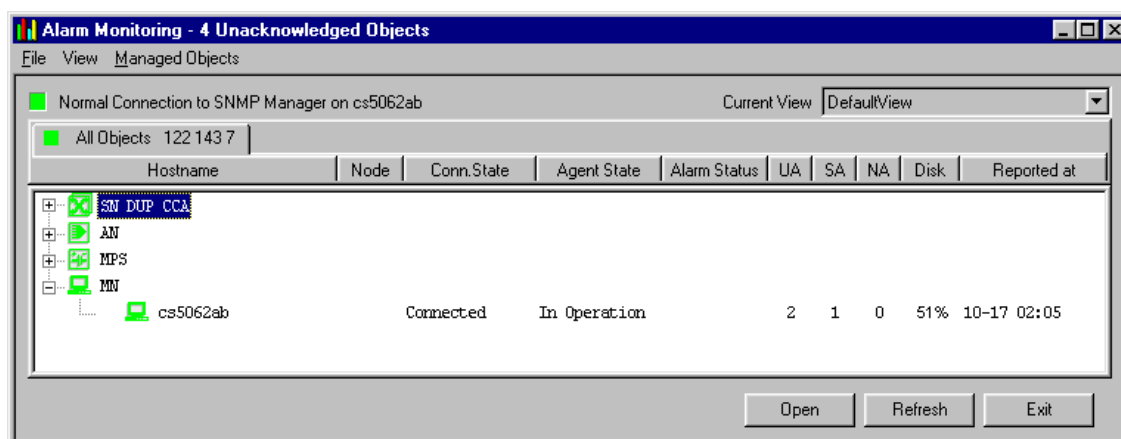 Alarm Monitoring - 4 Unacknowledged Objects
File View Managed Objects
Normal Connection to SNMP Manager on cs5062ab Current View DefaultView
All Objects 122 143 7
Hostname Node Conn.State Agent State Alarm Status UA SA NA Disk Reported at
SN DUP CCA
AN
MPS
MN
cs5062ab Connected In Operation 2 1 0 51% 10-17 02:05
Open Refresh Exit